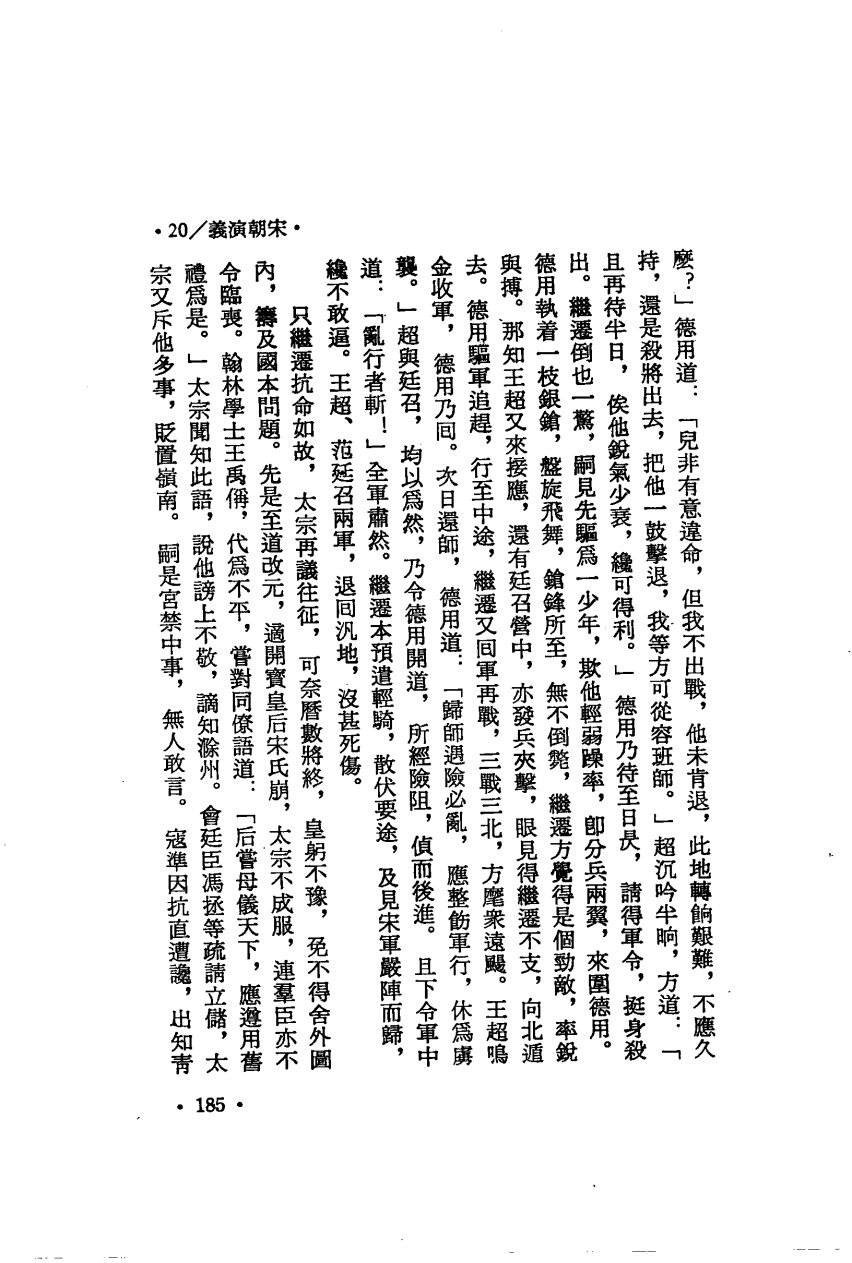 •20／義演朝宋•
麽？」德用道：「兒非有意違命，但我不出戰，他未肯退，此地轉餉艱難，不應久
持，還是殺將出去，把他一鼓擊退，我等方可從容班師。」超沉吟半晌，方道：「
且再待半日，俟他銳氣少衰，纔可得利。」德用乃待至日昃，請得軍令，挺身殺
出。繼遷倒也一驚，嗣見先驅爲一少年，欺他輕弱躁率，卽分兵兩翼，來圍德用。
德用執着一枝銀鎗，盤旋飛舞，鎗鋒所至，無不倒斃，繼遷方覺得是個勁敵，率銳
與搏。那知王超又來接應，還有廷召營中，亦發兵夾擊，眼見得繼遷不支，向北遁
去。德用驅軍追趕，行至中途，繼遷又囘軍再戰，三戰三北，方麾衆遠颺。王超鳴
金收軍，德用乃囘。次日還師，德用道：「歸師遇險必亂，應整飭軍行，休爲虜
襲。」超與廷召，均以爲然，乃令德用開道，所經險阻，偵而後進。且下令軍中
道：「亂行者斬！」全軍肅然。繼遷本預遣輕騎，散伏要途，及見宋軍嚴陣而歸，
纔不敢逼。王超、范廷召兩軍，退囘汛地，沒甚死傷。
只繼遷抗命如故，太宗再議往征，可奈曆數將終，皇躬不豫，免不得舍外圖
內，籌及國本問題。先是至道改元，適開寶皇后宋氏崩，太宗不成服，連羣臣亦不
令臨喪。翰林學士王禹偁，代爲不平，嘗對同僚語道：「后嘗母儀天下，應遵用舊
禮爲是。」太宗聞知此語，說他謗上不敬，謫知滁州。會廷臣馮拯等疏請立儲，太
宗又斥他多事，貶置嶺南。嗣是宮禁中事，無人敢言。寇準因抗直遭讒，出知靑
•185•